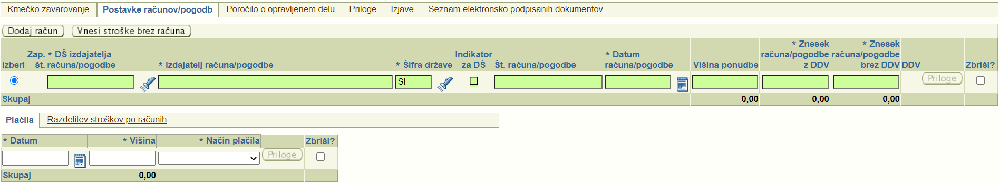 Kmečko zavarovanje Postavke računov/pogodb Poročilo o opravljenem delu Priloge Izjave Seznam elektronsko podpisanih dokumentov
Dodaj račun Vnesi stroške brez računa
Izberi Zap. št. * DŠ izdajatelja računa/pogodbe * Izdajatelj računa/pogodbe * Šifra države Indikator za DŠ Št. računa/pogodbe * Datum računa/pogodbe Višina ponudbe * Znesek računa/pogodbe z DDV * Znesek računa/pogodbe brez DDV DDV Zbriši?
SI Priloge
Skupaj 0,00 0,00 0,00
Plačila Razdelitev stroškov po računih
* Datum * Višina * Način plačila Zbriši?
Priloge
Skupaj 0,00